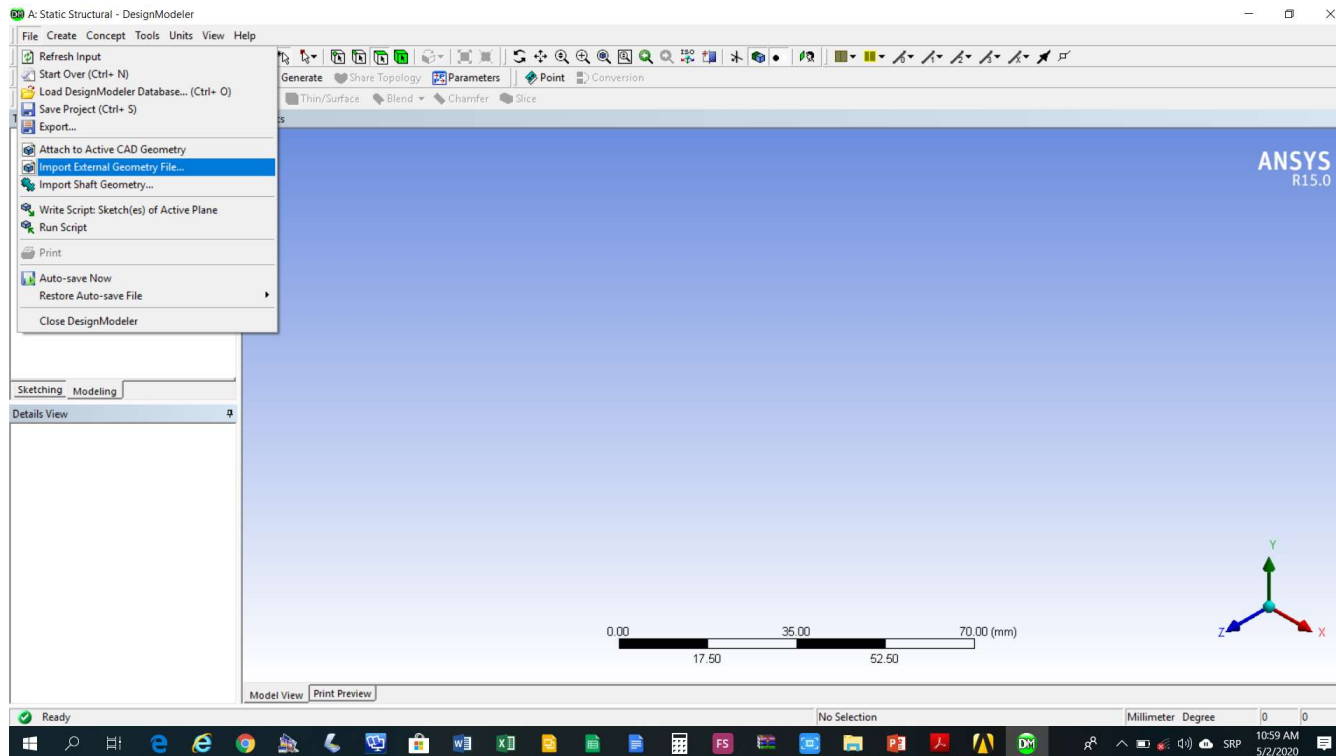 A: Static Structural - DesignModeler
File Create Concept Tools Units View Help
Refresh Input
Start Over (Ctrl+ N)
Load DesignModeler Database... (Ctrl+ O)
Save Project (Ctrl+ S)
Export...
Attach to Active CAD Geometry
Import External Geometry File...
Import Shaft Geometry...
Write Script: Sketch(es) of Active Plane
Run Script
Print
Auto-save Now
Restore Auto-save File
Close DesignModeler
Generate Share Topology Parameters Point Conversion
Thin/Surface Blend Chamfer Slice
ANSYS
R15.0
Sketching Modeling
Details View
Y
Z X
0.00 35.00 70.00 (mm)
17.50 52.50
Model View Print Preview
Ready No Selection Millimeter Degree 0 0
SRP 10:59 AM
5/2/2020